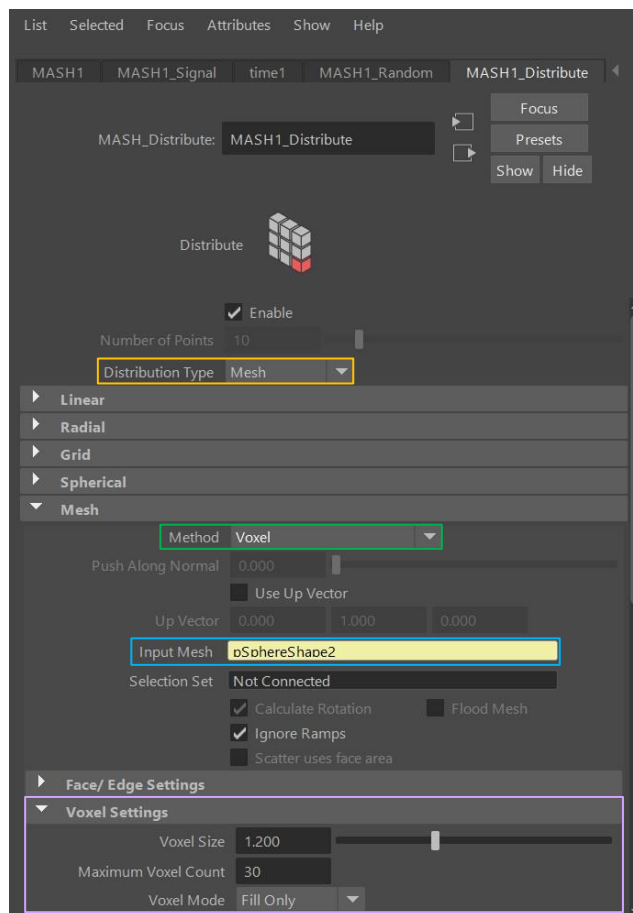 List Selected Focus Attributes Show Help
MASH1 MASH1_Signal time1 MASH1_Random MASH1_Distribute
Focus
MASH_Distribute: MASH1_Distribute Presets
Show Hide
Distribute
Enable
Number of Points 10
Distribution Type Mesh
Linear
Radial
Grid
Spherical
Mesh
Method Voxel
Push Along Normal 0.000
Use Up Vector
Up Vector 0.000 1.000 0.000
Input Mesh pSphereShape2
Selection Set Not Connected
Calculate Rotation Flood Mesh
Ignore Ramps
Scatter uses face area
Face/ Edge Settings
Voxel Settings
Voxel Size 1.200
Maximum Voxel Count 30
Voxel Mode Fill Only